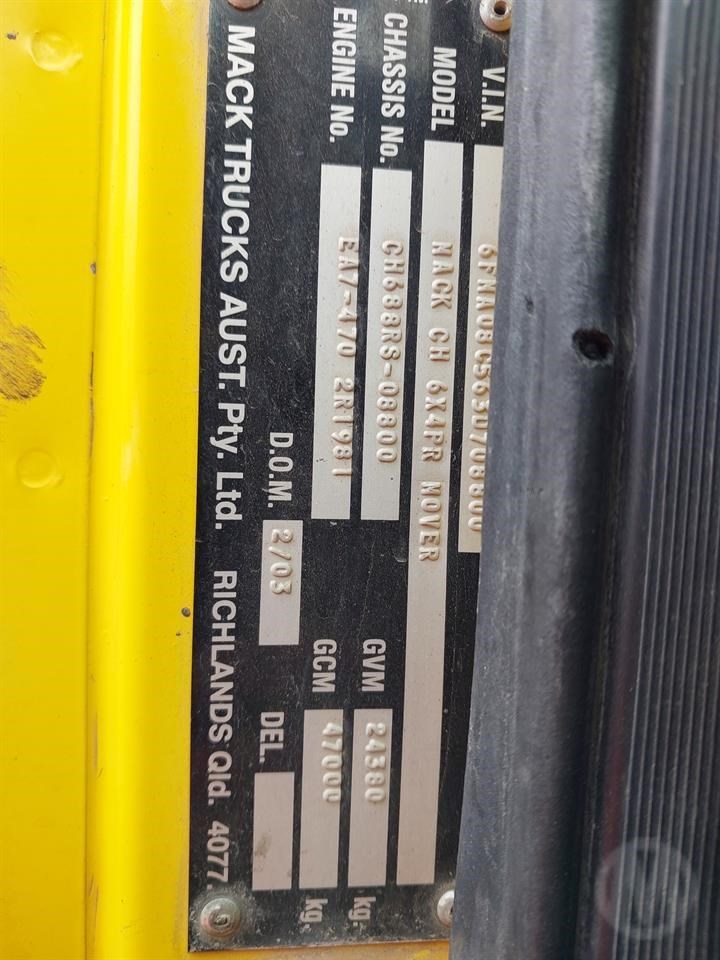 V.I.N. 6FMA08C563D708800
MODEL MACK CH 6X4PR MOVER
CHASSIS No. CH688RS-08800 GVM 24380 kg.
ENGINE No. EA7-470 2R1981 GCM 47000 kg.
D.O.M. 2/03 DEL.
MACK TRUCKS AUST. Pty. Ltd. RICHLANDS Qld. 4077.